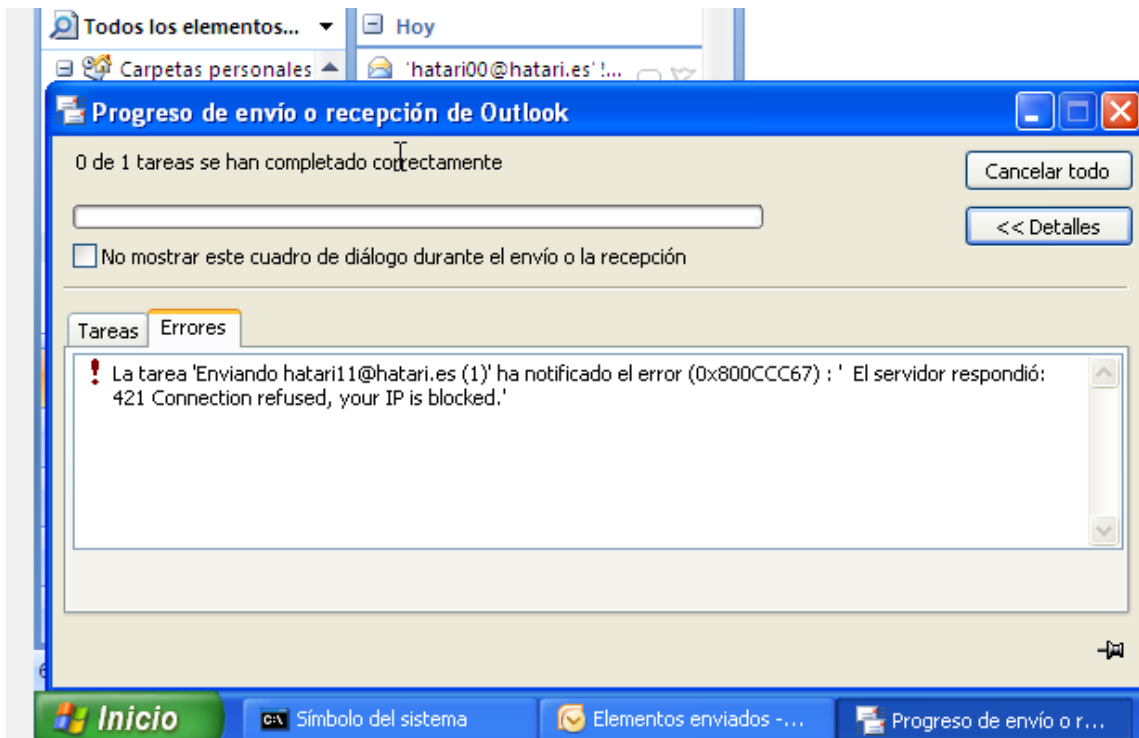 Todos los elementos...
Hoy
Carpetas personales
'hatari00@hatari.es' !...
Progreso de envío o recepción de Outlook
0 de 1 tareas se han completado correctamente
Cancelar todo
<< Detalles
No mostrar este cuadro de diálogo durante el envío o la recepción
Tareas
Errores
La tarea 'Enviando hatari11@hatari.es (1)' ha notificado el error (0x800CCC67) : '  El servidor respondió:
421 Connection refused, your IP is blocked.'
Inicio
Símbolo del sistema
Elementos enviados -...
Progreso de envío o r...